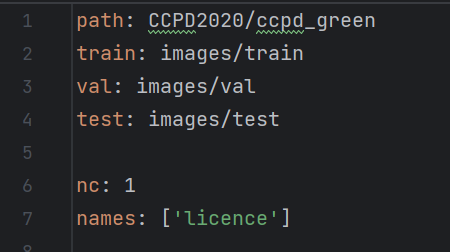 1 path: CCPD2020/ccpd_green
2 train: images/train
3 val: images/val
4 test: images/test
5
6 nc: 1
7 names: ['licence']
8